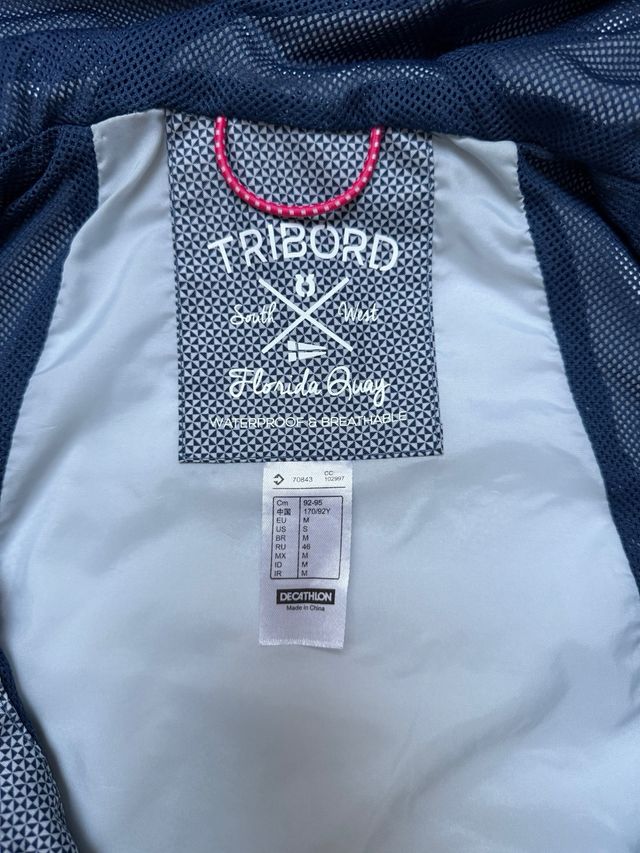 TRIBORD
South West
Florida Quay
WATERPROOF & BREATHABLE
70843 CC 102997
Cm 92-95
中国 170/92Y
EU M
US S
BR M
RU 46
MX M
ID M
IR M
DECATHLON
Made in China